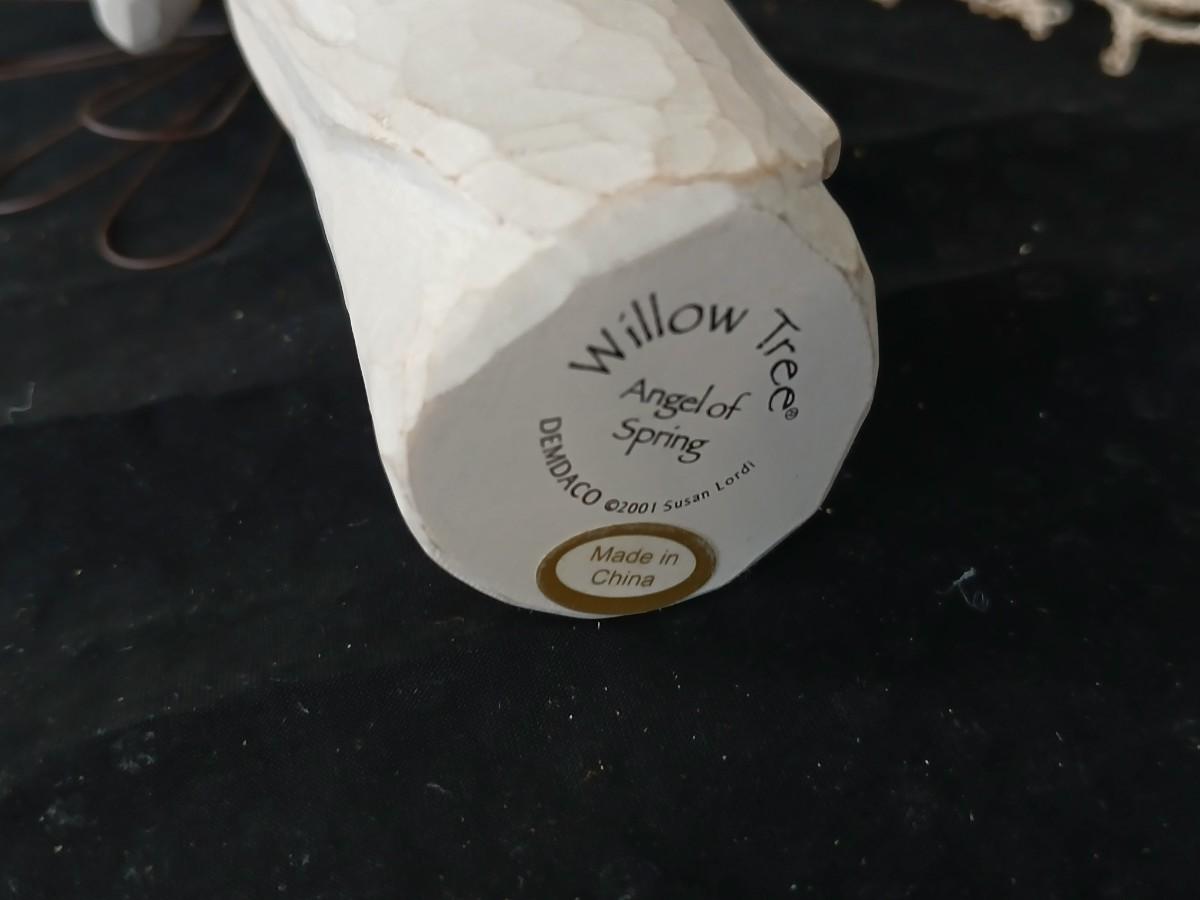 Willow Tree®
Angel of
Spring
DEMDACO ©2001 Susan Lordi
Made in
China